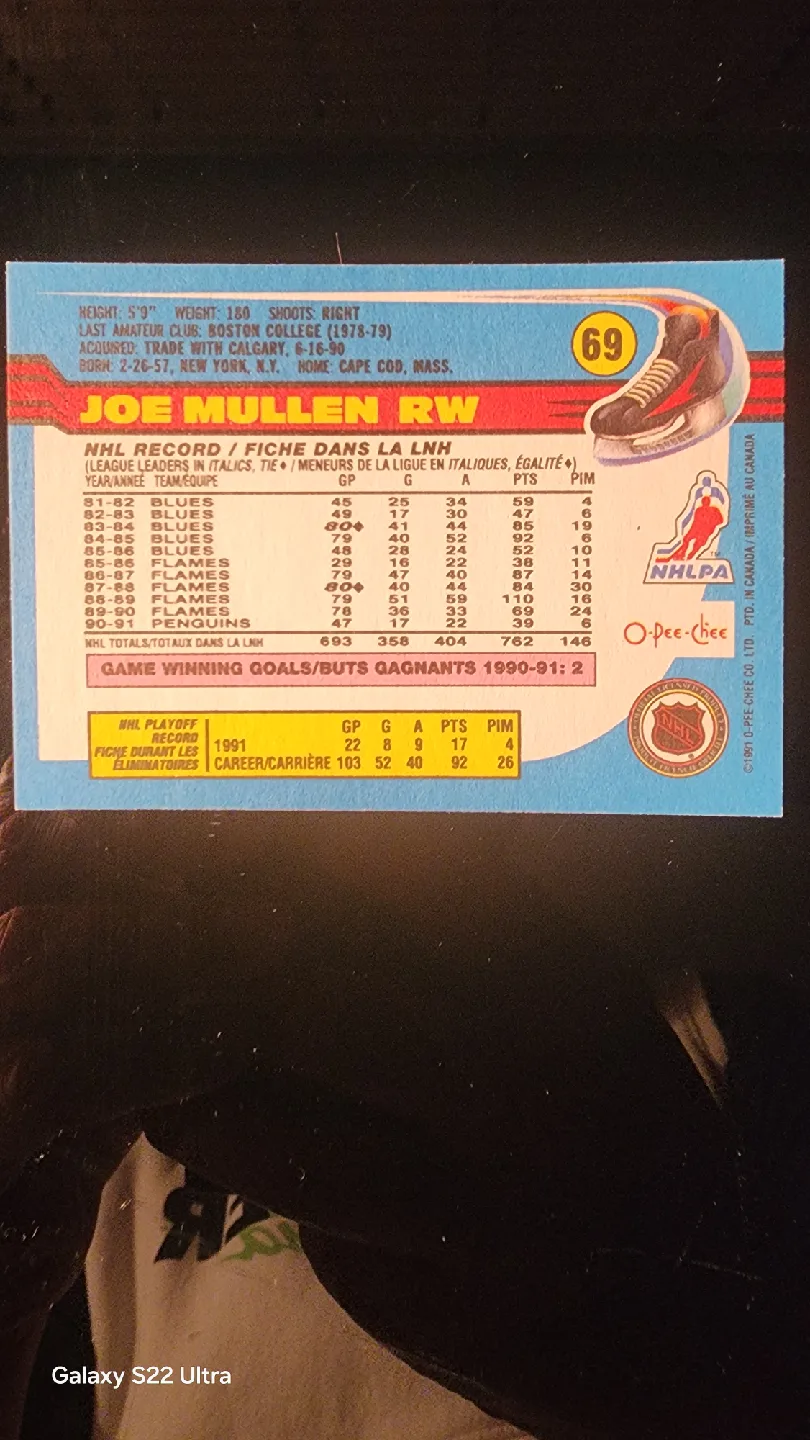 HEIGHT: 5'9" WEIGHT: 180 SHOOTS: RIGHT
LAST AMATEUR CLUB: BOSTON COLLEGE (1978-79)
ACQUIRED: TRADE WITH CALGARY, 6-16-90
BORN: 2-26-57, NEW YORK, N.Y. HOME: CAPE COD, MASS.
69
JOE MULLEN RW
NHL RECORD / FICHE DANS LA LNH
(LEAGUE LEADERS IN ITALICS, TIE ♦ / MENEURS DE LA LIGUE EN ITALIQUES, ÉGALITÉ ♦)
YEAR/ANNÉE TEAM/ÉQUIPE GP G A PTS PIM
81-82 BLUES 45 25 34 59 4
82-83 BLUES 49 17 30 47 6
83-84 BLUES 80♦ 41 44 85 19
84-85 BLUES 79 40 52 92 6
85-86 BLUES 48 28 24 52 10
85-86 FLAMES 29 16 22 38 11
86-87 FLAMES 79 47 40 87 14
87-88 FLAMES 80♦ 40 44 84 30
88-89 FLAMES 79 51 59 110 16
89-90 FLAMES 78 36 33 69 24
90-91 PENGUINS 47 17 22 39 6
NHL TOTALS/TOTAUX DANS LA LNH 693 358 404 762 146
GAME WINNING GOALS/BUTS GAGNANTS 1990-91: 2
NHL PLAYOFF
RECORD
FICHE DURANT LES
ÉLIMINATOIRES
GP G A PTS PIM
1991 22 8 9 17 4
CAREER/CARRIÈRE 103 52 40 92 26
NHLPA
TM
O-Pee-Chee
NHL
©1991 O-PEE-CHEE CO. LTD. PTD. IN CANADA / IMPRIMÉ AU CANADA
Galaxy S22 Ultra